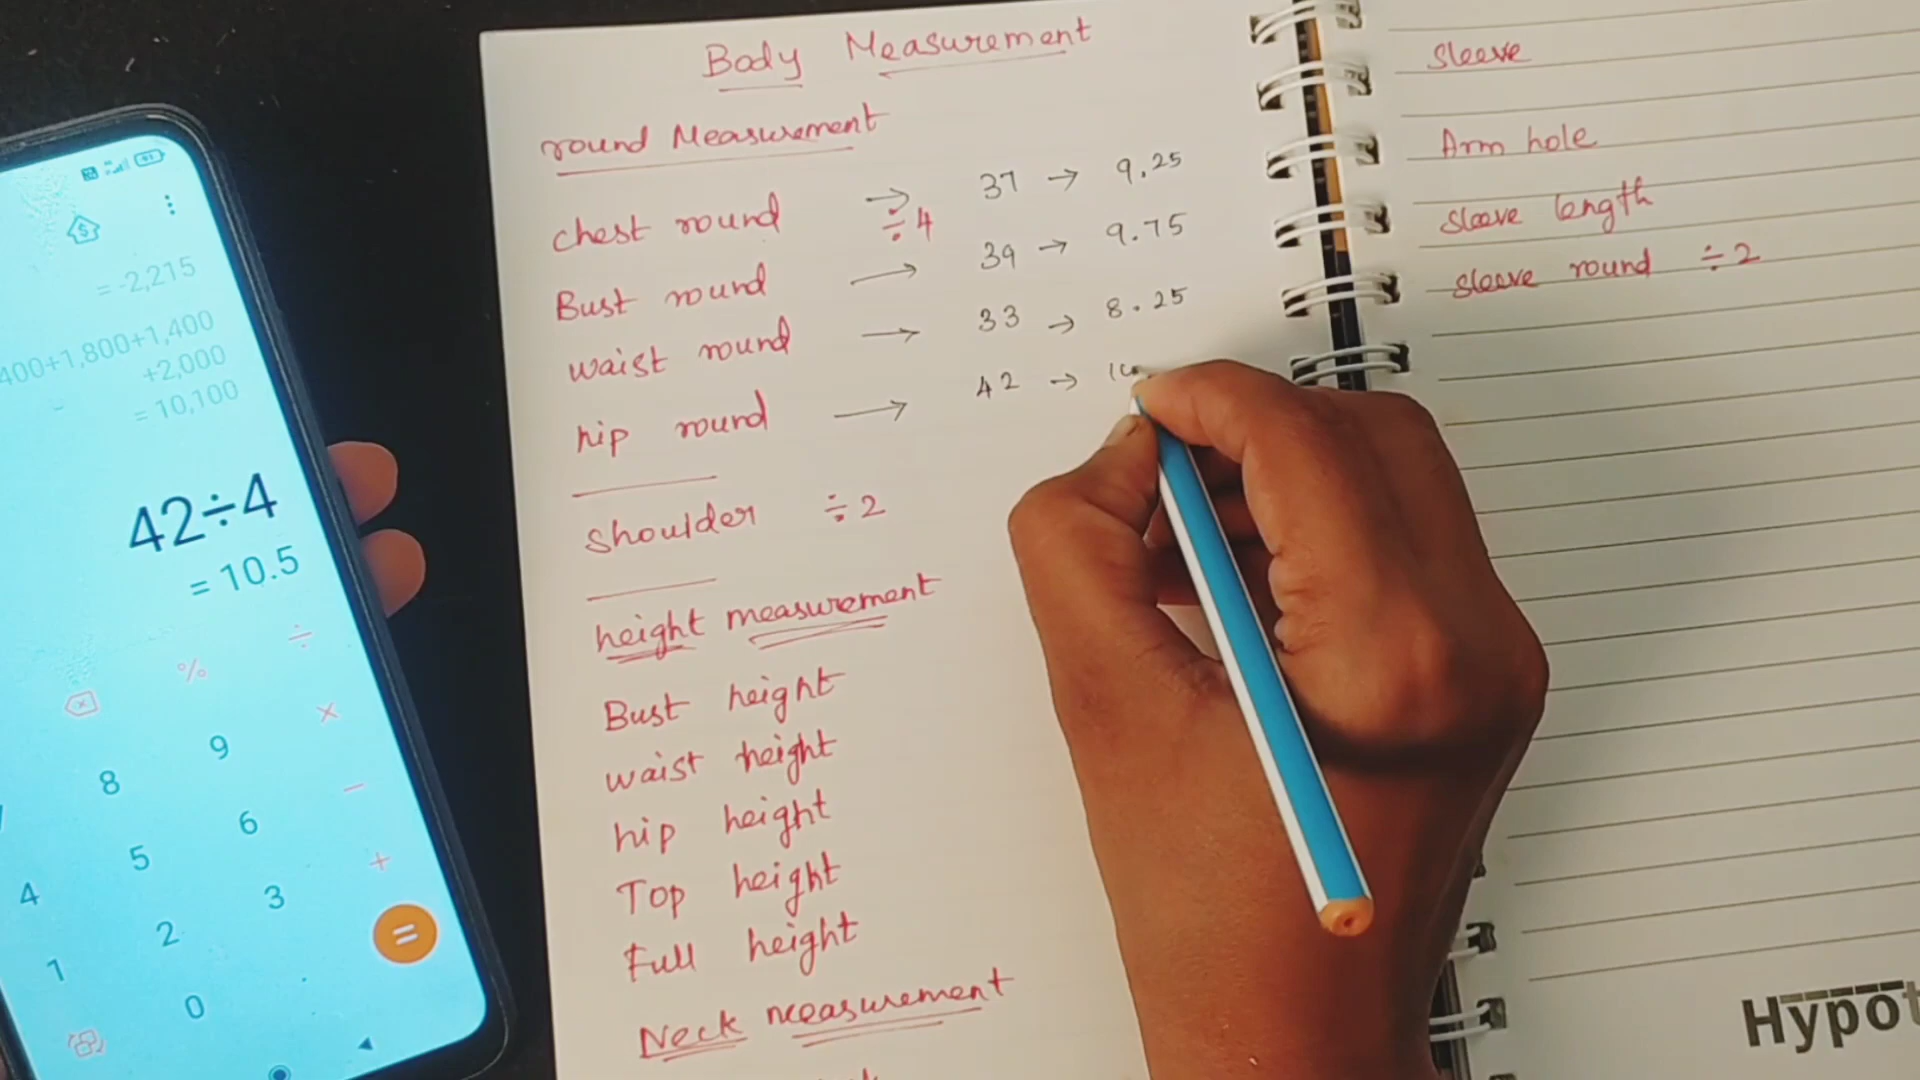 Body Measurement
round Measurement
chest round → 37 → 9.25
÷4
Bust round → 39 → 9.75
waist round → 33 → 8.25
hip round → 42 → 10
Shoulder ÷2
height measurement
Bust height
waist height
hip height
Top height
Full height
Neck measurement
Sleeve
Arm hole
Sleeve length
Sleeve round ÷2
= -2,215
400+1,800+1,400
+2,000
= 10,100
42÷4
= 10.5
% ÷
8 9 ×
4 5 6 −
1 2 3 +
0 . =
Hypot